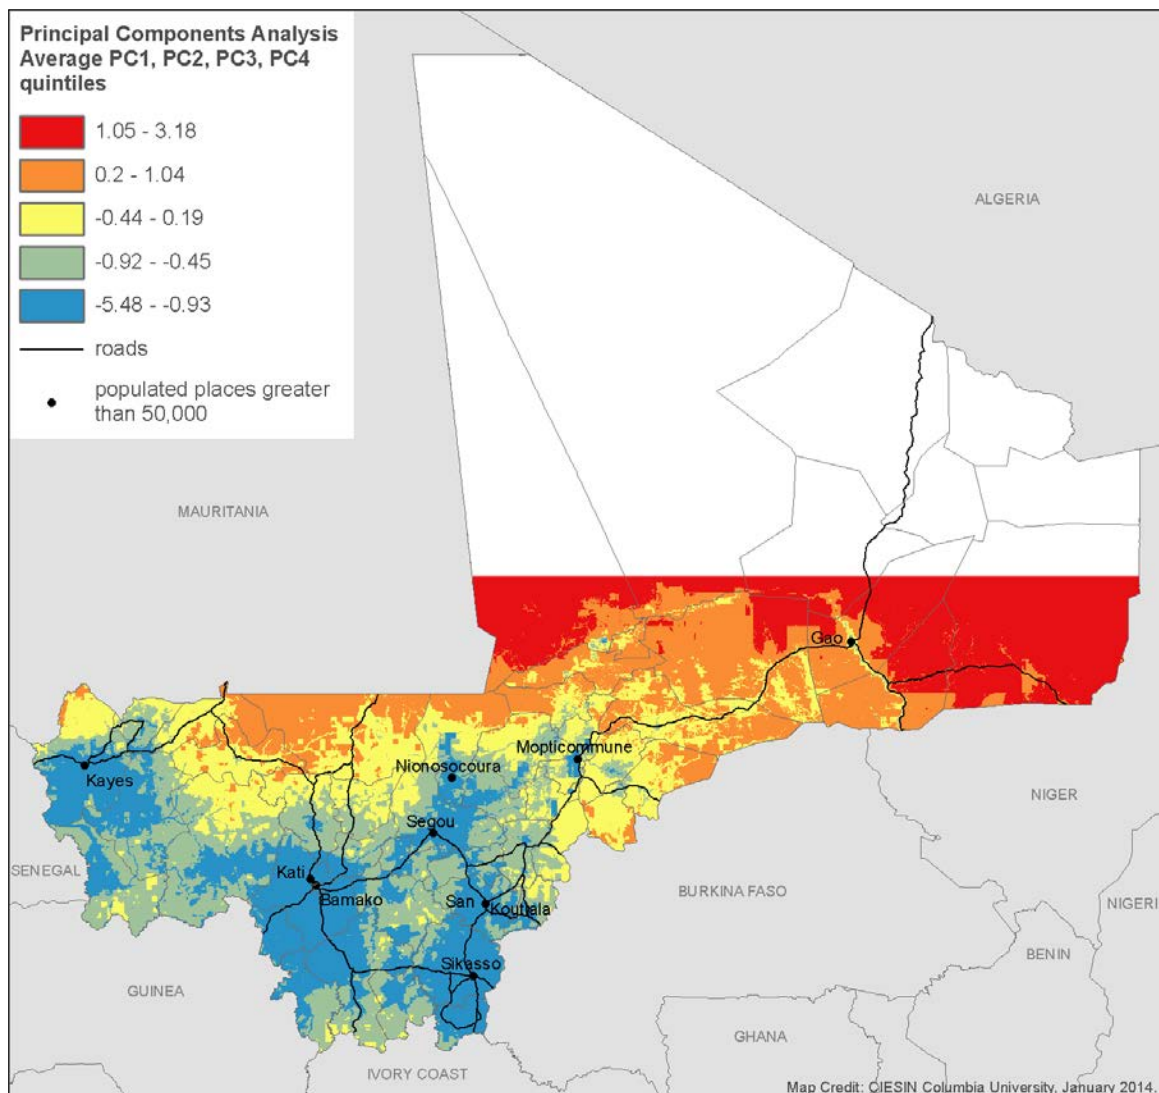 Principal Components Analysis
Average PC1, PC2, PC3, PC4
quintiles
1.05 - 3.18
0.2 - 1.04
-0.44 - 0.19
-0.92 - -0.45
-5.48 - -0.93
roads
populated places greater
than 50,000
ALGERIA
MAURITANIA
Gao
Mopticommune
Nionosocoura
Kayes
NIGER
Segou
SENEGAL
Kati
Bamako
San
Koutiala
BURKINA FASO
NIGERI
BENIN
Sikasso
GUINEA
GHANA
IVORY COAST
Map Credit: CIESIN Columbia University, January 2014.